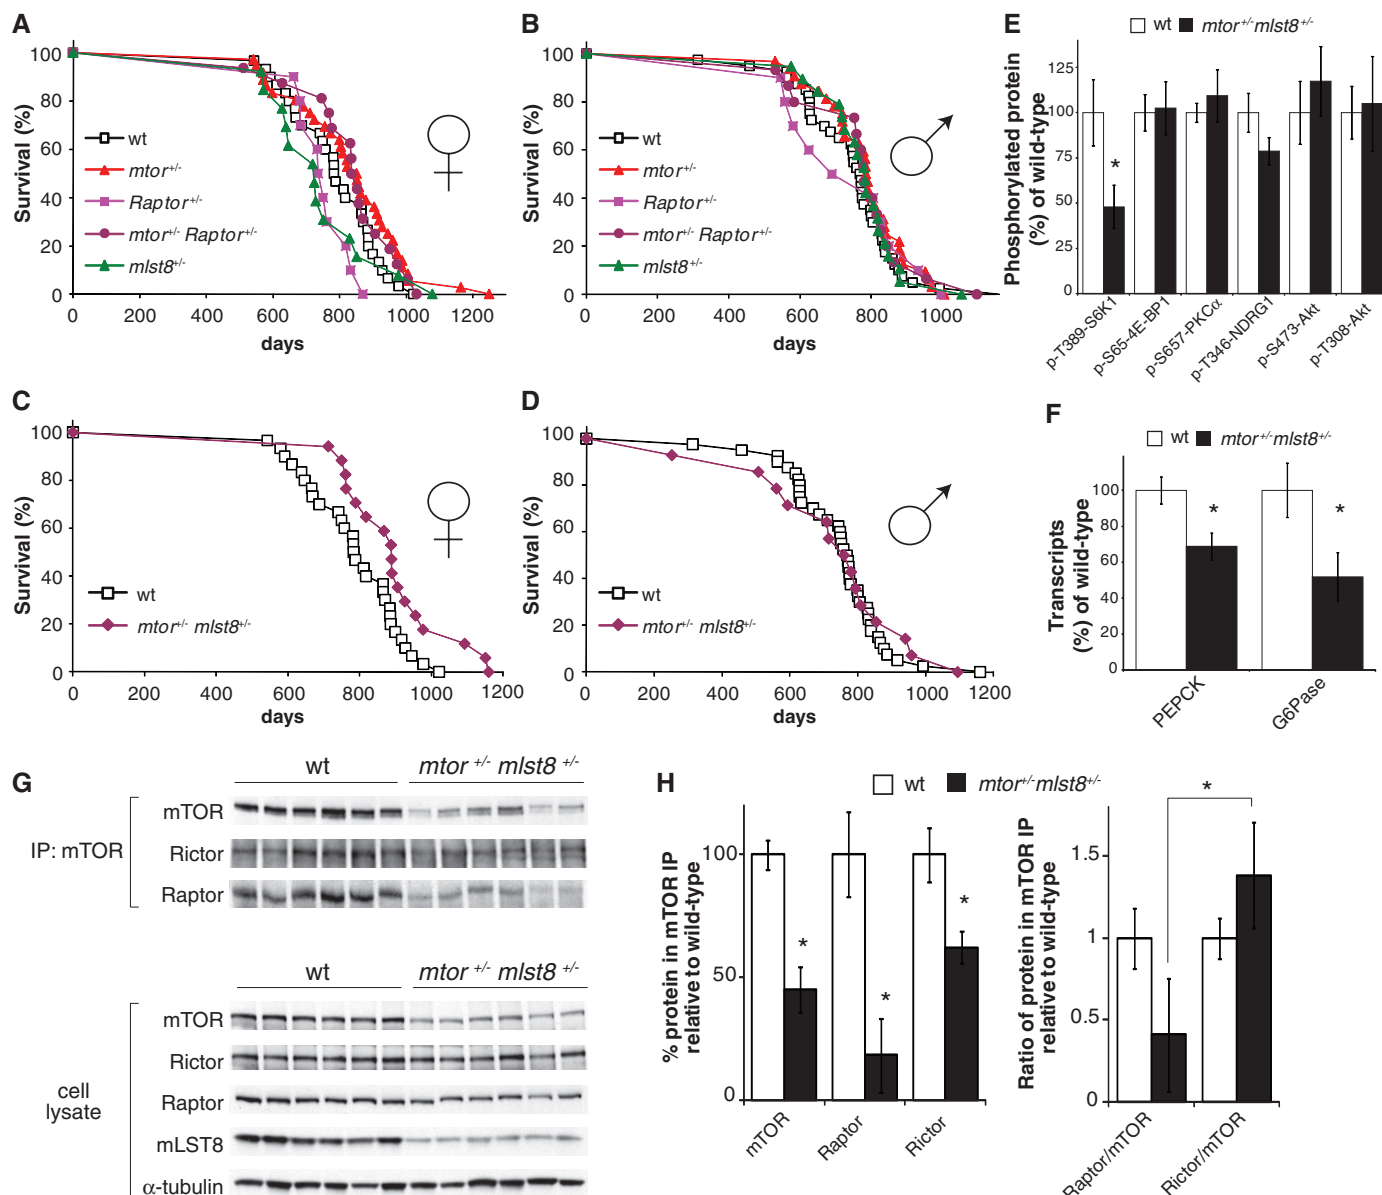 A
Survival (%)
100
80
60
40
20
0
0 200 400 600 800 1000 1200
days
wt
mtor+/-
Raptor+/-
mtor+/- Raptor+/-
mlst8+/-
B
Survival (%)
100
80
60
40
20
0
0 200 400 600 800 1000
days
wt
mtor+/-
Raptor+/-
mtor+/- Raptor+/-
mlst8+/-
E
wt mtor+/-mlst8+/-
Phosphorylated protein
(%) of wild-type
125
100
75
50
25
0
*
p-T389-S6K1
p-S65-4E-BP1
p-S657-PKCα
p-T346-NDRG1
p-S473-Akt
p-T308-Akt
C
Survival (%)
100
80
60
40
20
0
0 200 400 600 800 1000 1200
days
wt
mtor+/- mlst8+/-
D
Survival (%)
100
80
60
40
20
0
0 200 400 600 800 1000 1200
days
wt
mtor+/- mlst8+/-
F
wt mtor+/-mlst8+/-
Transcripts
(%) of wild-type
100
80
60
40
20
0
* *
PEPCK
G6Pase
G
wt mtor +/- mlst8 +/-
IP: mTOR
mTOR
Rictor
Raptor
wt mtor +/- mlst8 +/-
cell
lysate
mTOR
Rictor
Raptor
mLST8
α-tubulin
H
wt mtor+/-mlst8+/-
% protein in mTOR IP
relative to wild-type
100
50
0
* * *
mTOR
Raptor
Rictor
Ratio of protein in mTOR IP
relative to wild-type
1.5
1
0.5
0
*
Raptor/mTOR
Rictor/mTOR